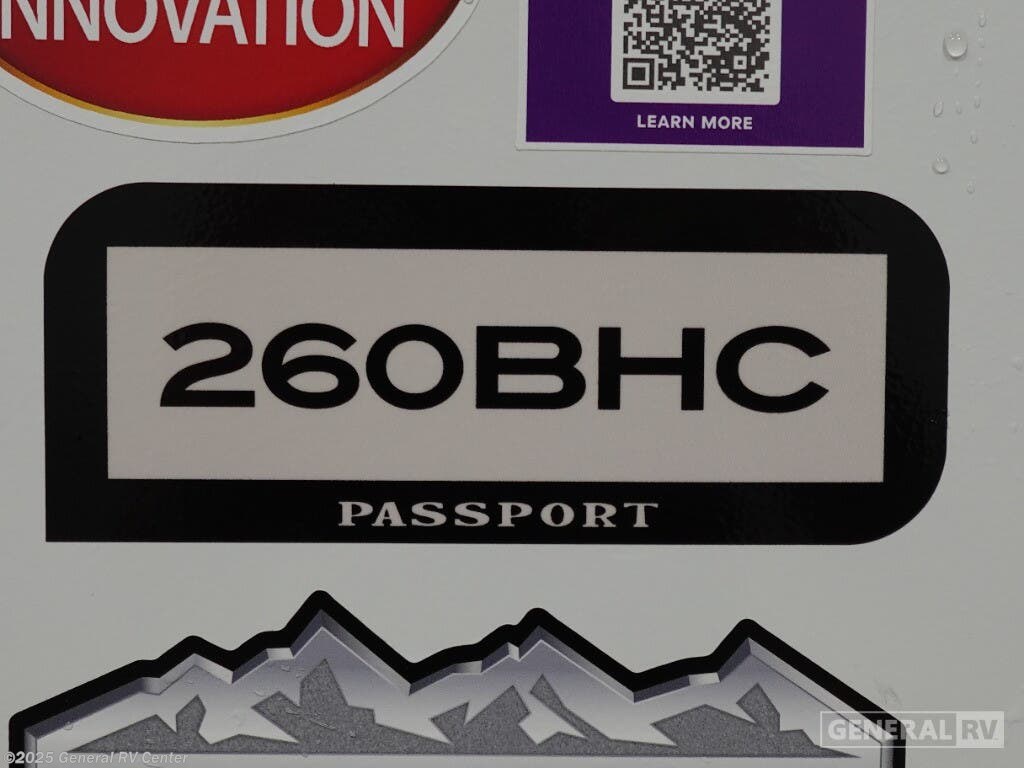 INNOVATION
LEARN MORE
260BHC
PASSPORT
GENERAL RV
©2025 General RV Center